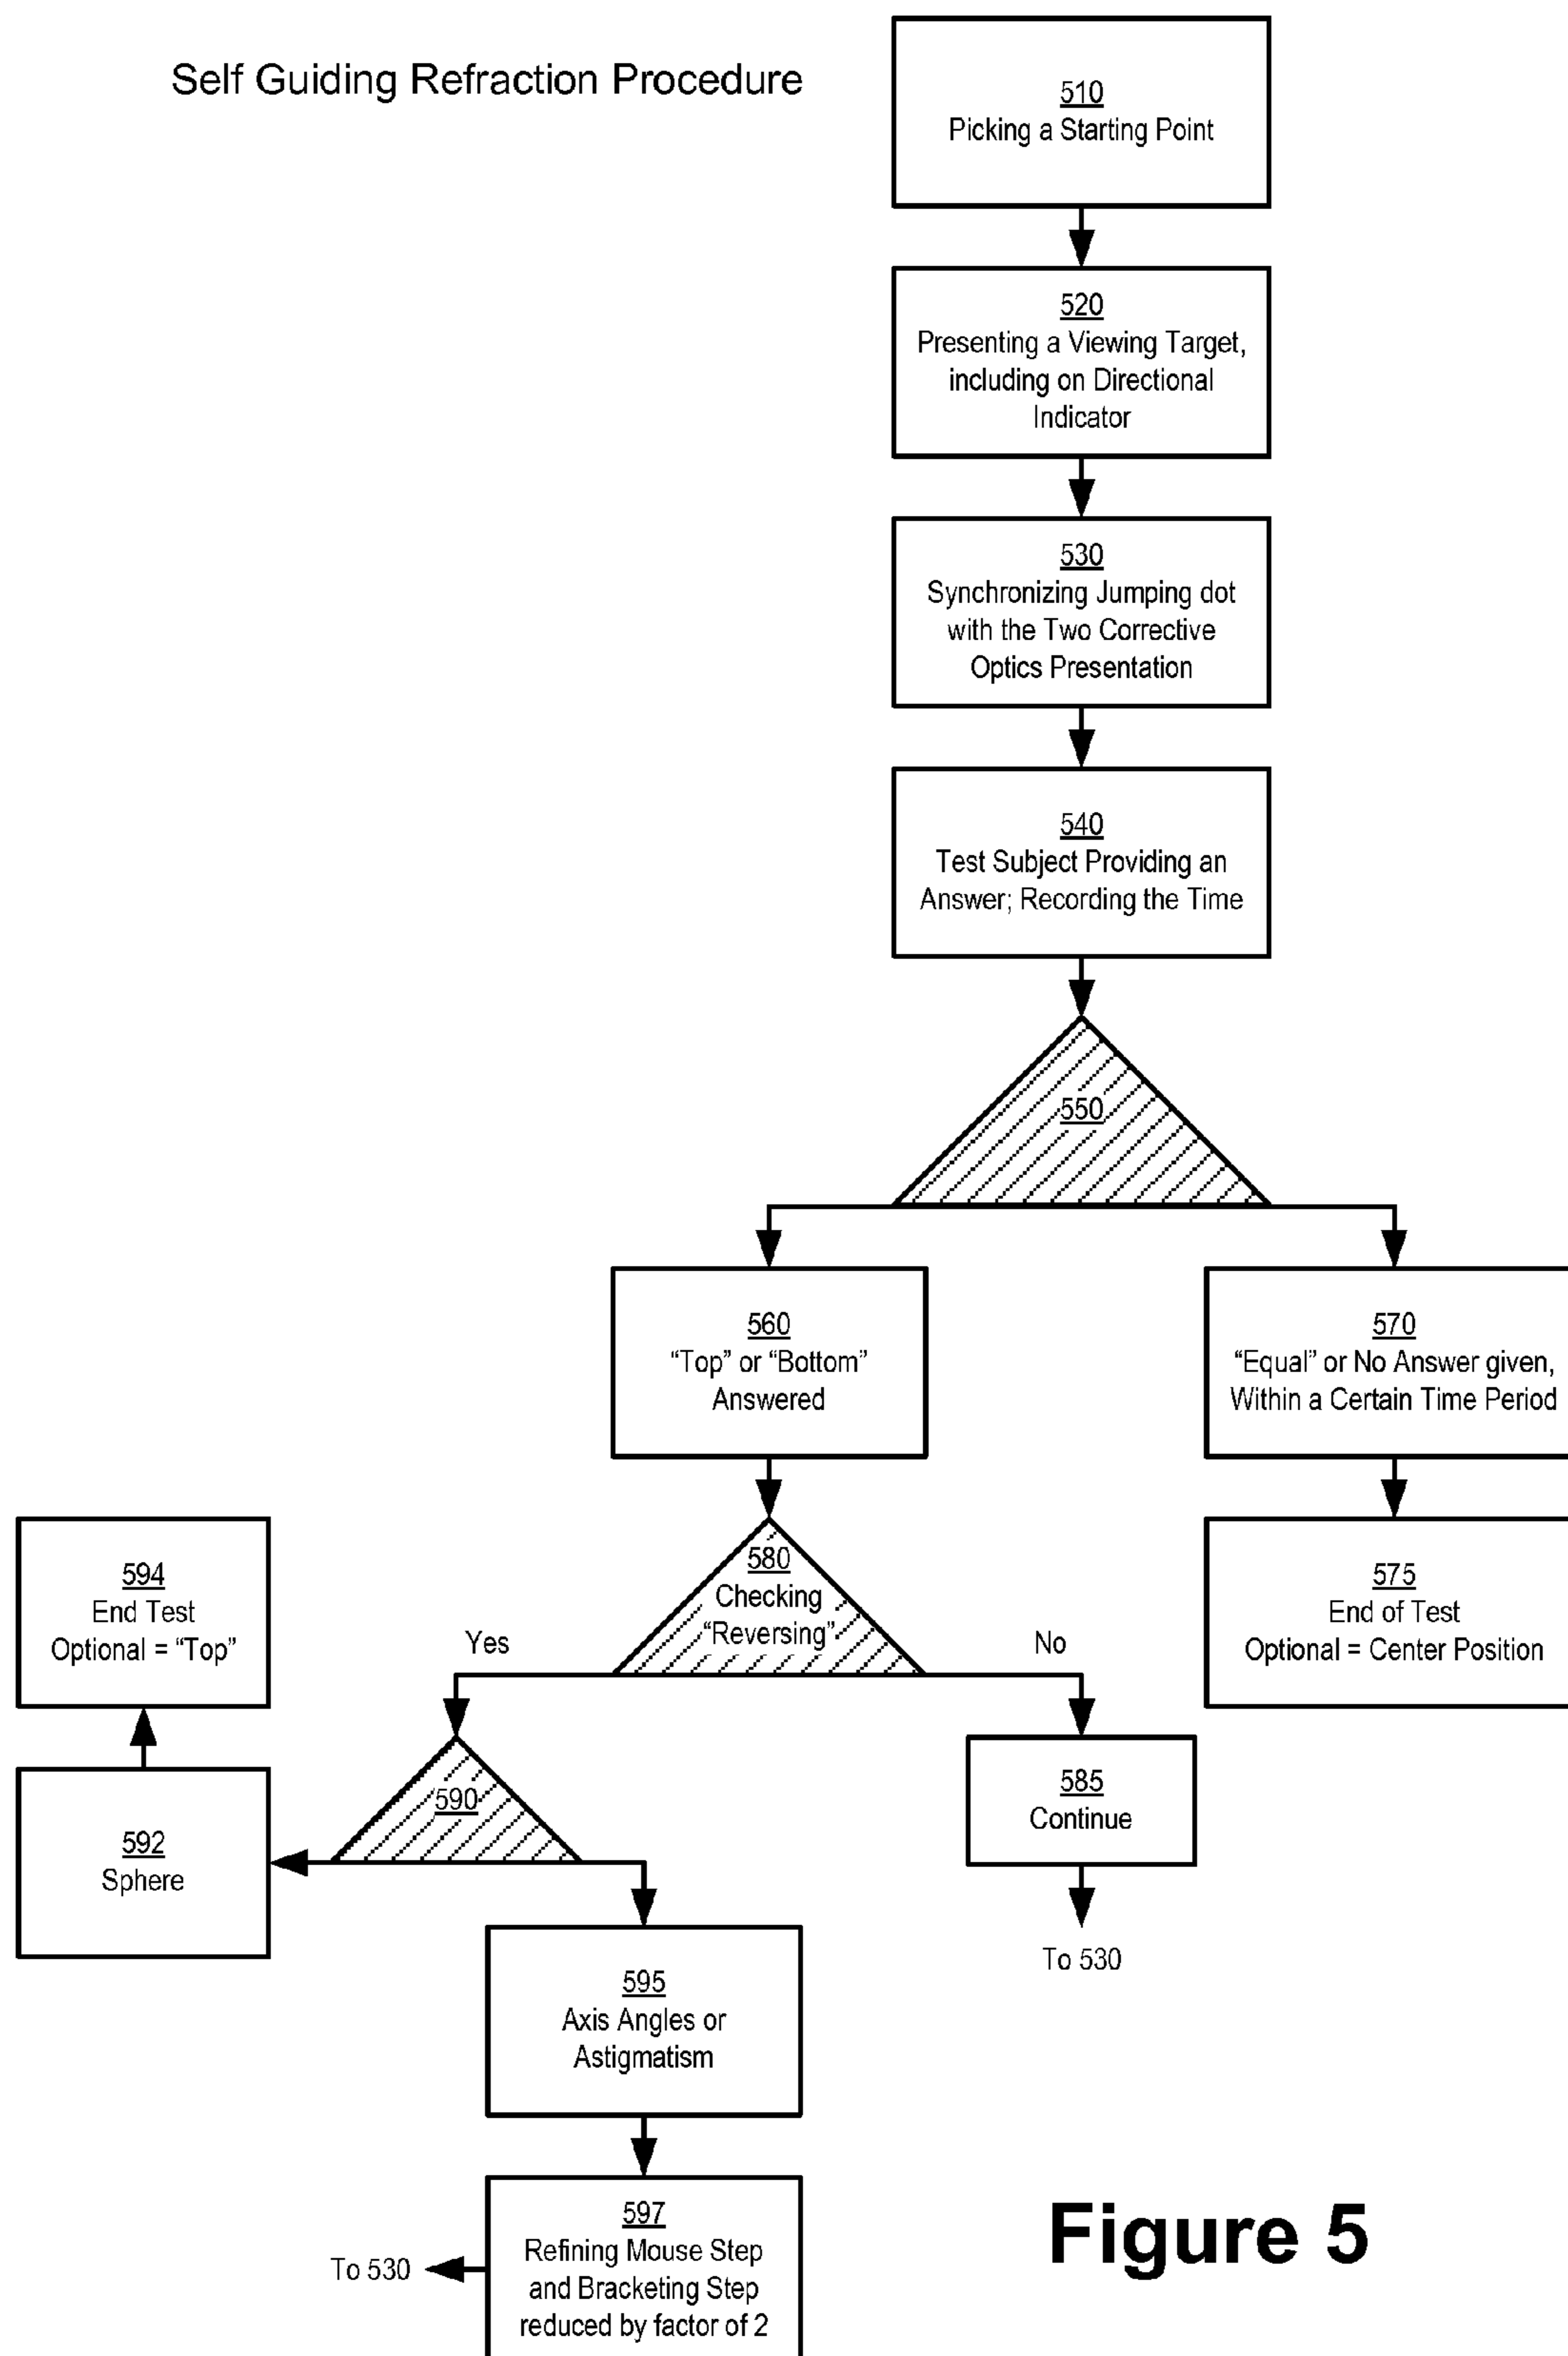 Self Guiding Refraction Procedure
510
Picking a Starting Point
520
Presenting a Viewing Target,
including on Directional
Indicator
530
Synchronizing Jumping dot
with the Two Corrective
Optics Presentation
540
Test Subject Providing an
Answer; Recording the Time
550
560
“Top” or “Bottom”
Answered
570
“Equal” or No Answer given,
Within a Certain Time Period
580
Checking
“Reversing”
Yes
No
594
End Test
Optional = “Top”
575
End of Test
Optional = Center Position
590
585
Continue
592
Sphere
To 530
595
Axis Angles or
Astigmatism
597
Refining Mouse Step
and Bracketing Step
reduced by factor of 2
To 530
Figure 5